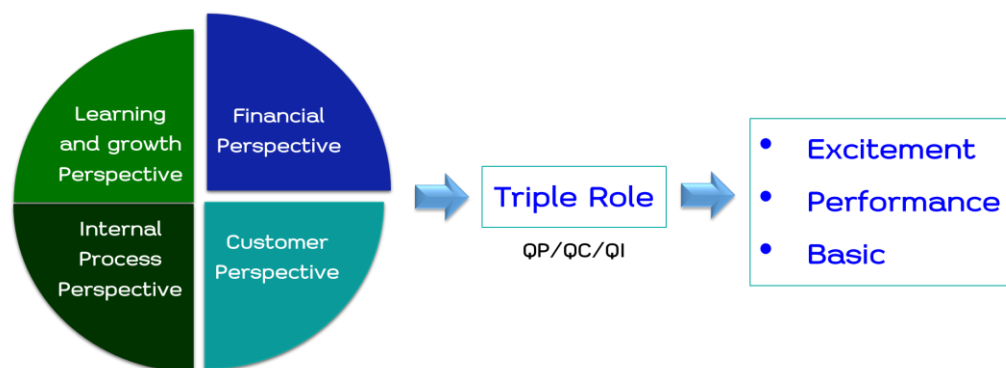 Learning
and growth
Perspective
Financial
Perspective
Internal
Process
Perspective
Customer
Perspective
Triple Role
QP/QC/QI
• Excitement
• Performance
• Basic